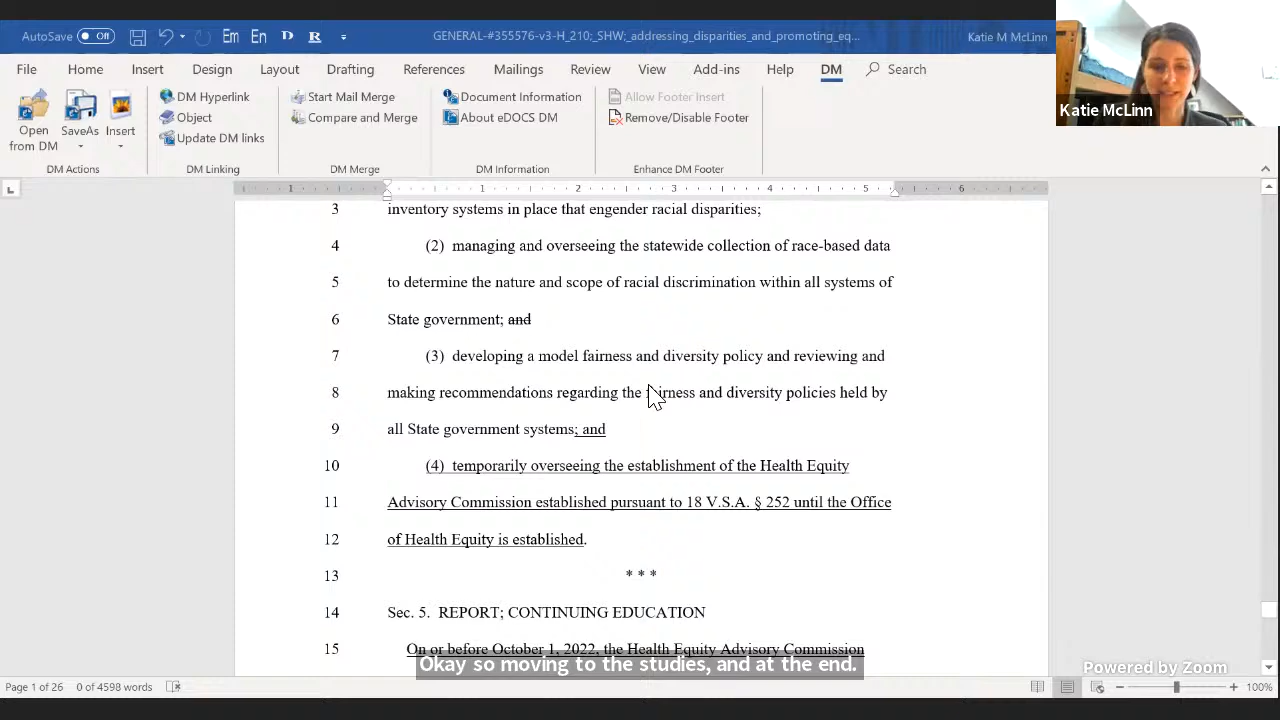 AutoSave Off Em En D R GENERAL-#355576-v3-H_210;_SHW;_addressing_disparities_and_promoting_eq... Katie M McLinn
File Home Insert Design Layout Drafting References Mailings Review View Add-ins Help DM Search
Katie McLinn
Open from DM
SaveAs
Insert
DM Actions
DM Hyperlink
Object
Update DM links
DM Linking
Start Mail Merge
Compare and Merge
DM Merge
Document Information
About eDOCS DM
DM Information
Allow Footer Insert
Remove/Disable Footer
Enhance DM Footer
1 1 2 3 4 5 6
3 inventory systems in place that engender racial disparities;
4 (2) managing and overseeing the statewide collection of race-based data
5 to determine the nature and scope of racial discrimination within all systems of
6 State government; and
7 (3) developing a model fairness and diversity policy and reviewing and
8 making recommendations regarding the fairness and diversity policies held by
9 all State government systems; and
10 (4) temporarily overseeing the establishment of the Health Equity
11 Advisory Commission established pursuant to 18 V.S.A. § 252 until the Office
12 of Health Equity is established.
13 * * *
14 Sec. 5. REPORT; CONTINUING EDUCATION
15 On or before October 1, 2022, the Health Equity Advisory Commission
Okay so moving to the studies, and at the end.
Powered by Zoom
Page 1 of 26 0 of 4598 words 100%